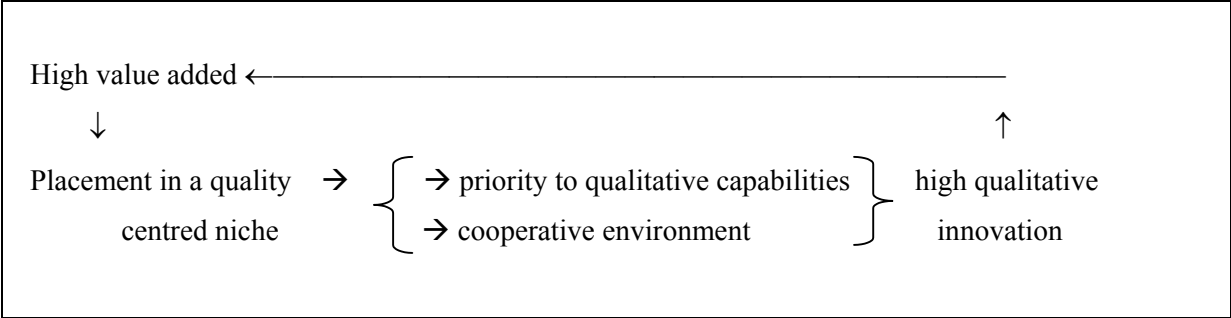 High value added ←
↓ ↑
Placement in a quality → → priority to qualitative capabilities high qualitative
centred niche → cooperative environment innovation